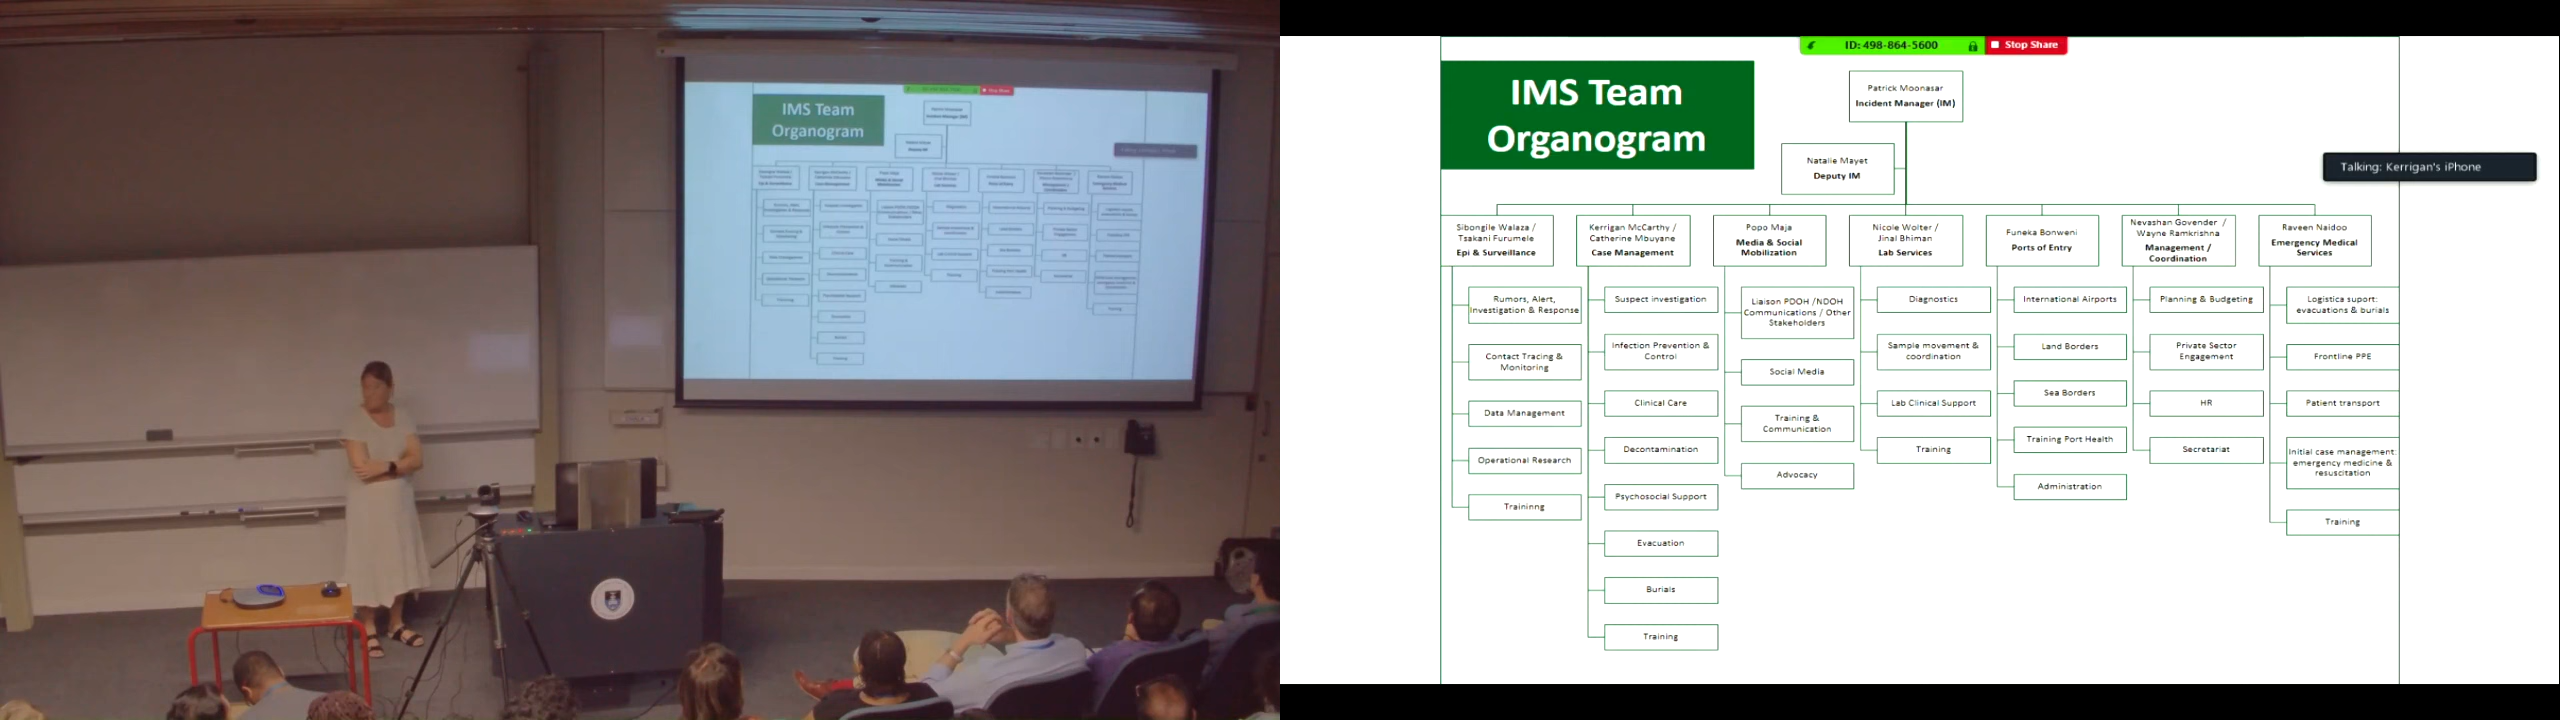 IMS Team
Organogram
ID: 498-864-5600
Stop Share
IMS Team
Organogram
Patrick Moonasar
Incident Manager (IM)
Natalie Mayet
Deputy IM
Talking: Kerrigan's iPhone
Sibongile Walaza /
Tsakani Furumele
Epi & Surveillance
Rumors, Alert,
Investigation & Response
Contact Tracing &
Monitoring
Data Management
Operational Research
Traininng
Kerrigan McCarthy /
Catherine Mbuyane
Case Management
Suspect investigation
Infection Prevention &
Control
Clinical Care
Decontamination
Psychosocial Support
Evacuation
Burials
Training
Popo Maja
Media & Social
Mobilization
Liaison PDOH /NDOH
Communications / Other
Stakeholders
Social Media
Training &
Communication
Advocacy
Nicole Wolter /
Jinal Bhiman
Lab Services
Diagnostics
Sample movement &
coordination
Lab Clinical Support
Training
Funeka Bonweni
Ports of Entry
International Airports
Land Borders
Sea Borders
Training Port Health
Administration
Nevashan Govender /
Wayne Ramkrishna
Management /
Coordination
Planning & Budgeting
Private Sector
Engagement
HR
Secretariat
Raveen Naidoo
Emergency Medical
Services
Logistica suport:
evacuations & burials
Frontline PPE
Patient transport
Initial case management:
emergency medicine &
resuscitation
Training